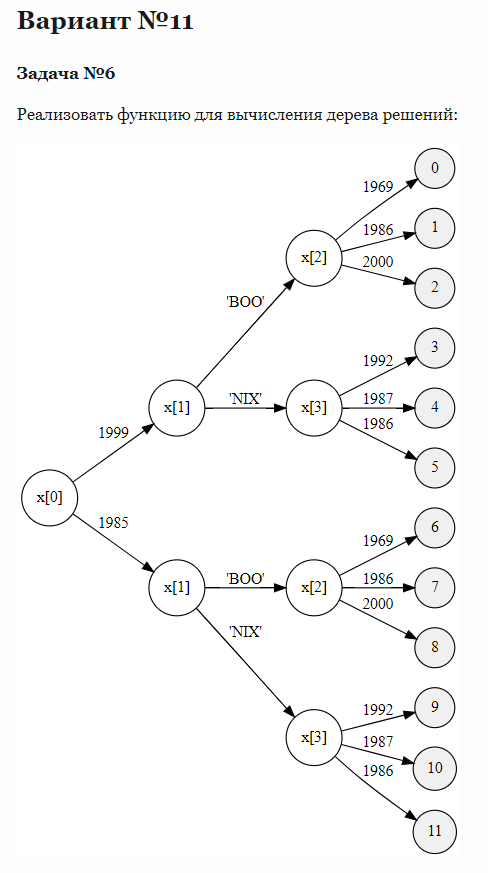 Вариант №11
Задача №6
Реализовать функцию для вычисления дерева решений:
0
1969
1986
1
x[2]
2000
2
'BOO'
3
1992
'NIX'
1987
x[1]
x[3]
4
1986
1999
5
x[0]
1985
6
1969
'BOO'
1986
x[1]
x[2]
7
2000
'NIX'
8
9
1992
x[3]
1987
10
1986
11